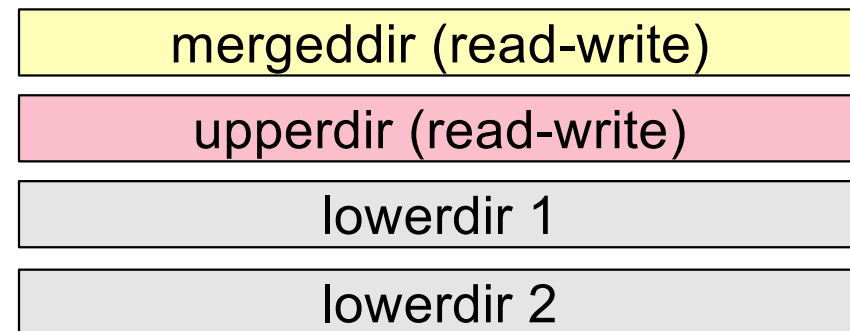 mergeddir (read-write)
upperdir (read-write)
lowerdir 1
lowerdir 2